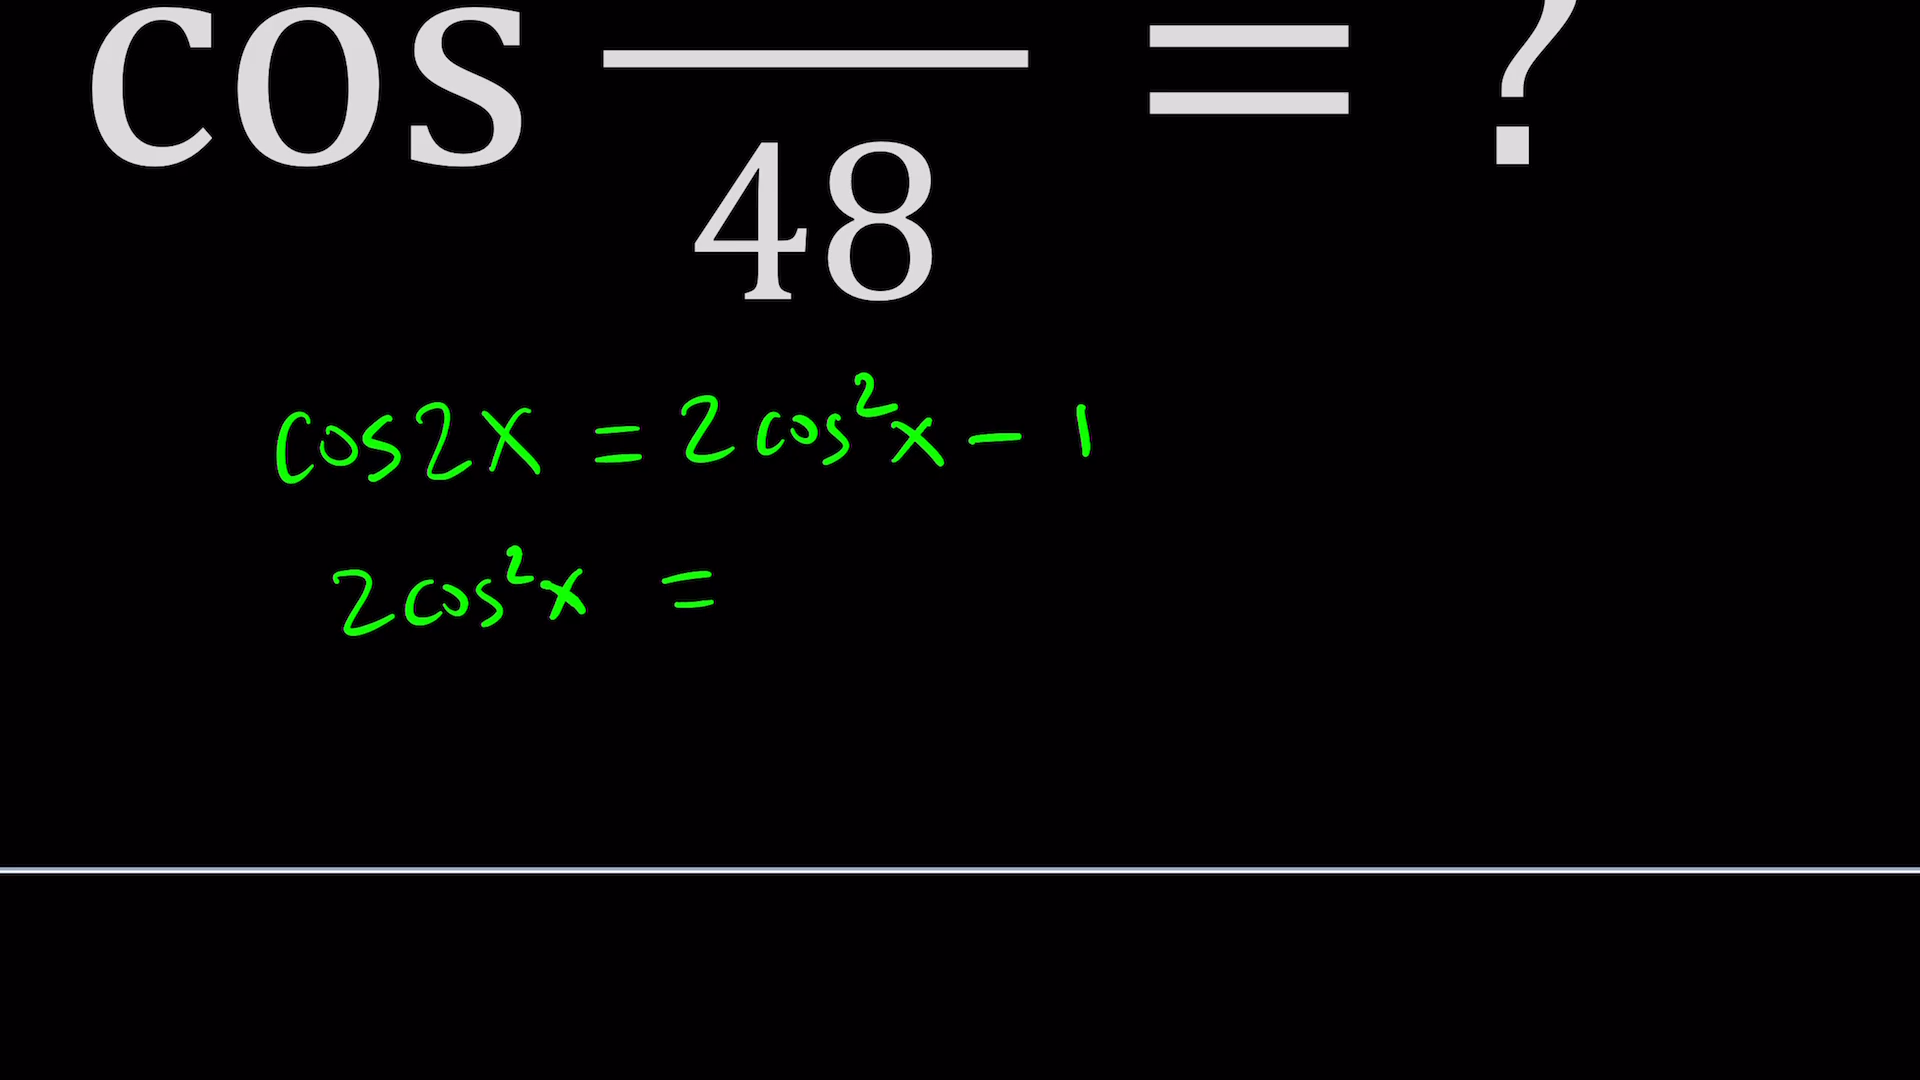 cos — = ?
48
cos2x = 2cos²x - 1
2cos²x =